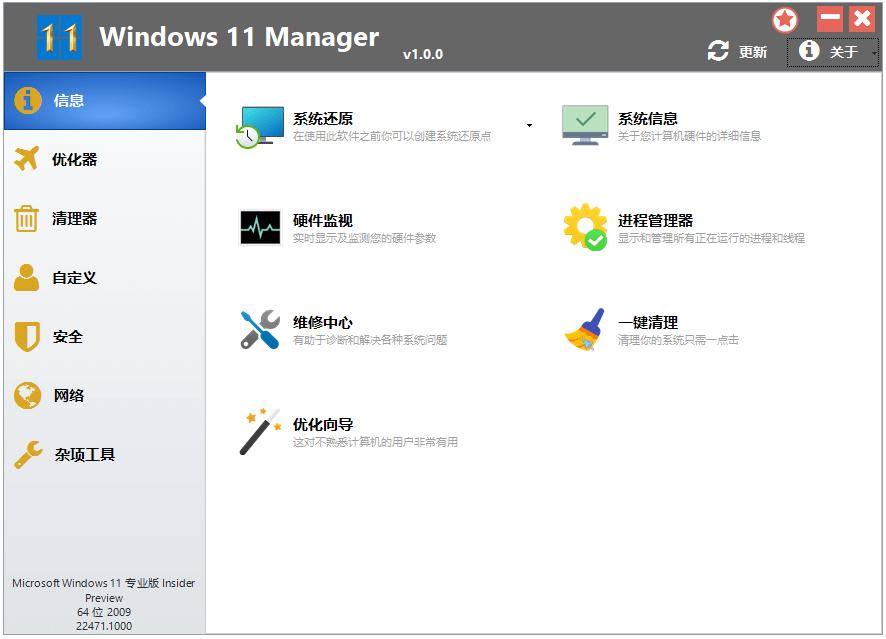 11 Windows 11 Manager v1.0.0
更新 关于
信息
优化器
清理器
自定义
安全
网络
杂项工具
Microsoft Windows 11 专业版 Insider
Preview
64 位 2009
22471.1000
系统还原
在使用此软件之前你可以创建系统还原点
系统信息
关于您计算机硬件的详细信息
硬件监视
实时显示及监测您的硬件参数
进程管理器
显示和管理所有正在运行的进程和线程
维修中心
有助于诊断和解决各种系统问题
一键清理
清理你的系统只需一点击
优化向导
这对不熟悉计算机的用户非常有用